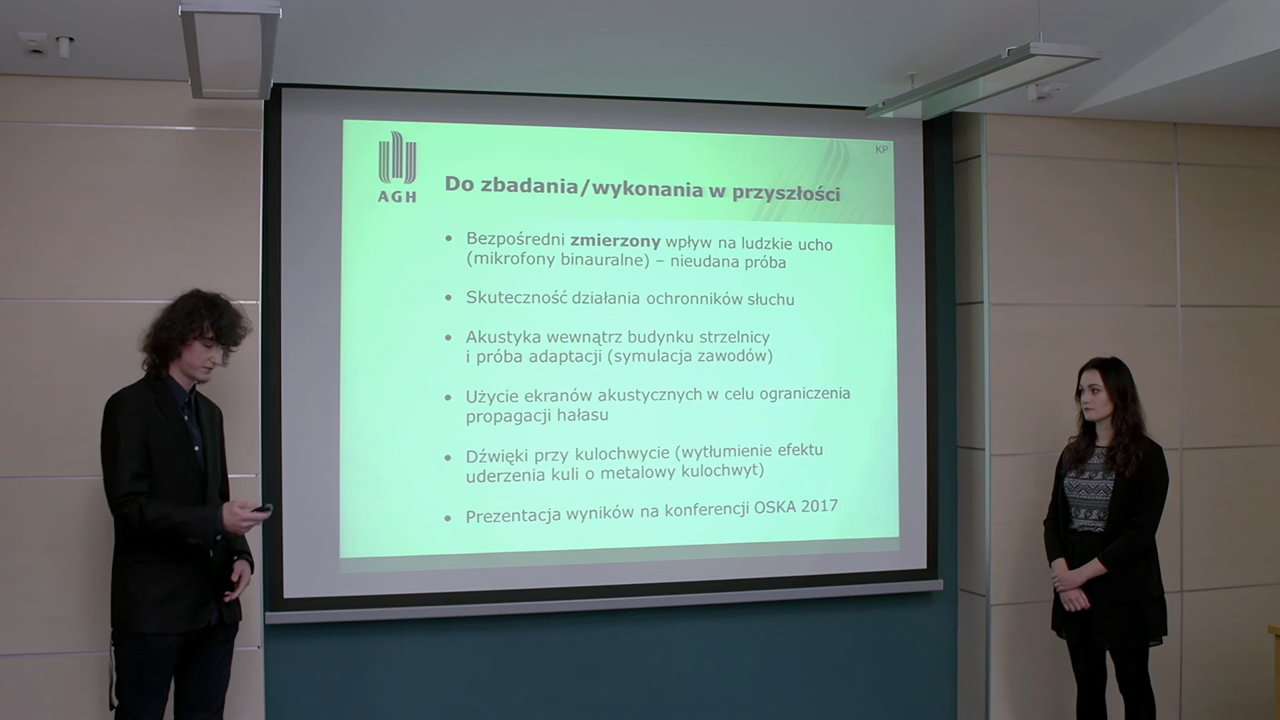 KP
AGH
Do zbadania/wykonania w przyszłości
• Bezpośredni zmierzony wpływ na ludzkie ucho
(mikrofony binauralne) – nieudana próba
• Skuteczność działania ochronników słuchu
• Akustyka wewnątrz budynku strzelnicy
i próba adaptacji (symulacja zawodów)
• Użycie ekranów akustycznych w celu ograniczenia
propagacji hałasu
• Dźwięki przy kulochwycie (wytłumienie efektu
uderzenia kuli o metalowy kulochwyt)
• Prezentacja wyników na konferencji OSKA 2017